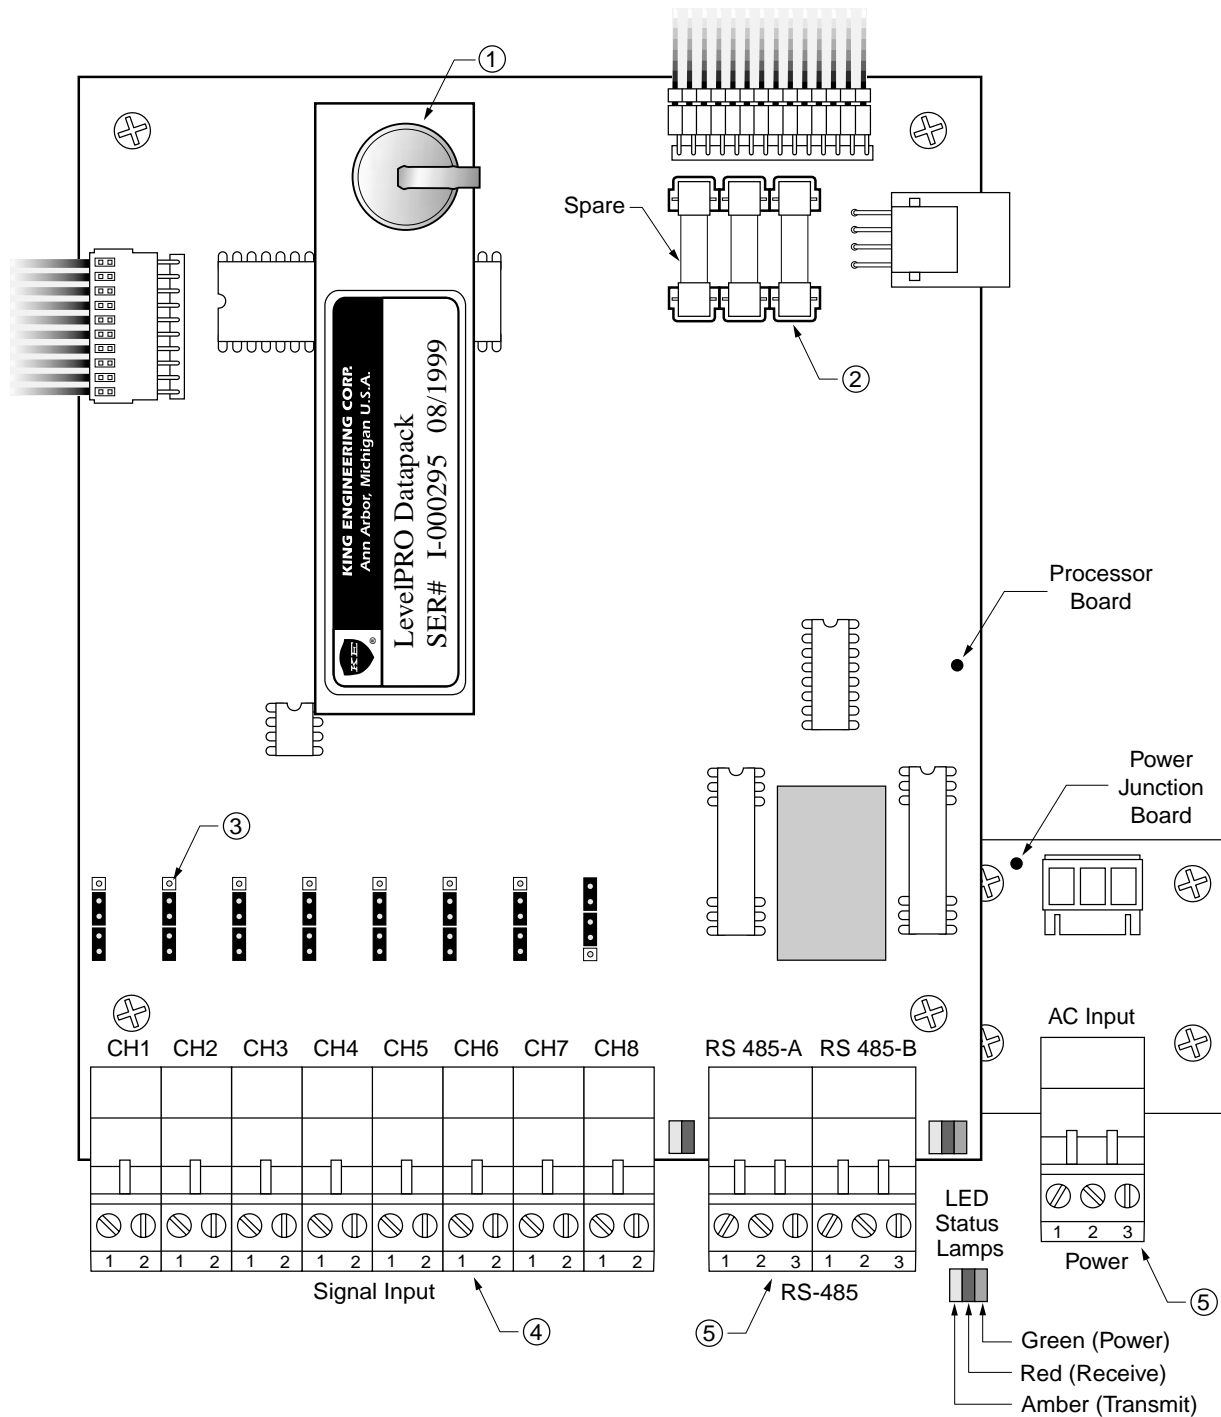 1
Spare
2
KING ENGINEERING CORP.
Ann Arbor, Michigan U.S.A.
LevelPRO Datapack
SER# I-000295 08/1999
KE
®
Processor
Board
Power
Junction
Board
3
AC Input
CH1 CH2 CH3 CH4 CH5 CH6 CH7 CH8 RS 485-A RS 485-B
LED
Status
Lamps
1 2 1 2 1 2 1 2 1 2 1 2 1 2 1 2 1 2 3 1 2 3
1 2 3
Signal Input
RS-485
Power
4
5
5
Green (Power)
Red (Receive)
Amber (Transmit)